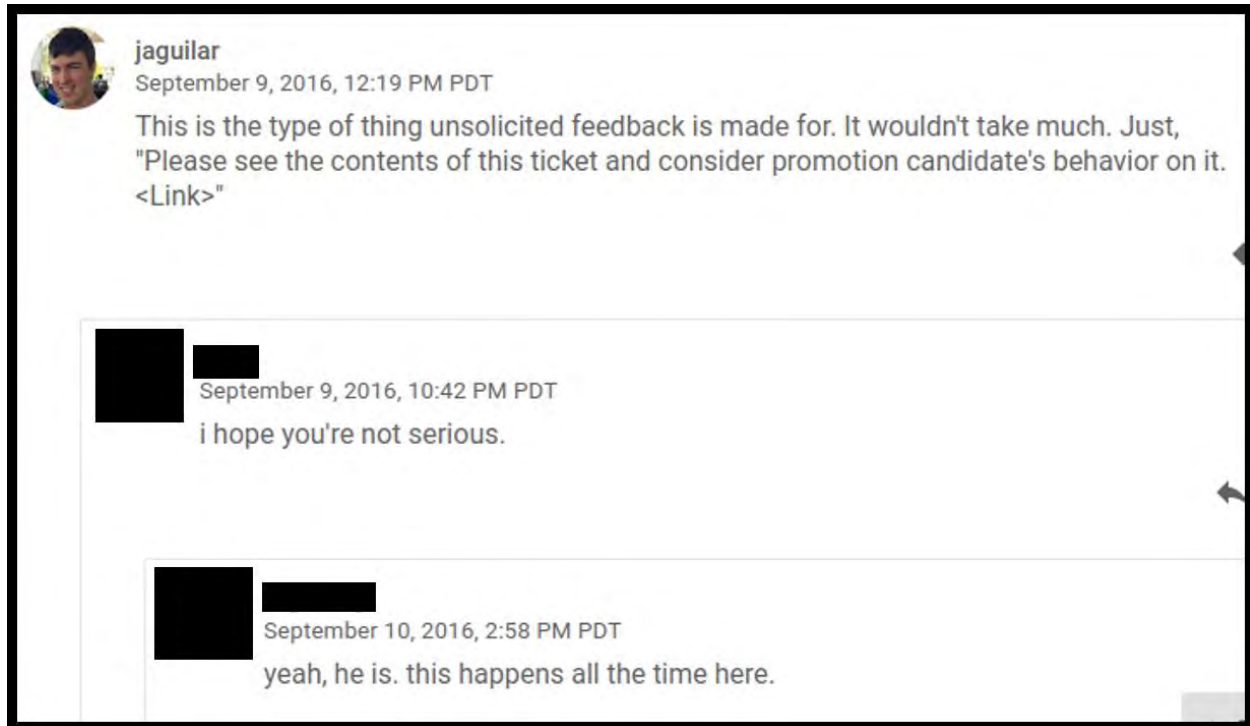 jaguilar
September 9, 2016, 12:19 PM PDT
This is the type of thing unsolicited feedback is made for. It wouldn't take much. Just,
"Please see the contents of this ticket and consider promotion candidate's behavior on it.
<Link>"
September 9, 2016, 10:42 PM PDT
i hope you're not serious.
September 10, 2016, 2:58 PM PDT
yeah, he is. this happens all the time here.